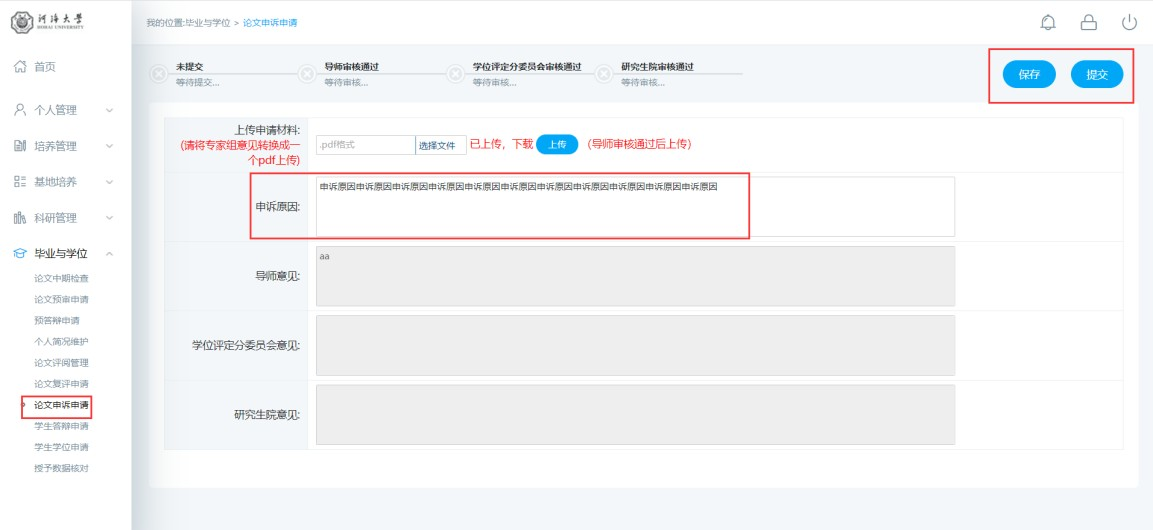 河海大学
HOHAI UNIVERSITY
我的位置:毕业与学位 > 论文申诉申请
首页
个人管理
培养管理
基地培养
科研管理
毕业与学位
论文中期检查
论文预审申请
预答辩申请
个人简况维护
论文评阅管理
论文复评申请
论文申诉申请
学生答辩申请
学生学位申请
授予数据核对
未提交
等待提交...
导师审核通过
等待审核...
学位评定分委员会审核通过
等待审核...
研究生院审核通过
等待审核...
保存
提交
上传申请材料:
(请将专家组意见转换成一
个pdf上传)
.pdf格式
选择文件
已上传，下载
上传
（导师审核通过后上传）
申诉原因:
申诉原因申诉原因申诉原因申诉原因申诉原因申诉原因申诉原因申诉原因申诉原因申诉原因申诉原因
导师意见:
aa
学位评定分委员会意见:
研究生院意见: